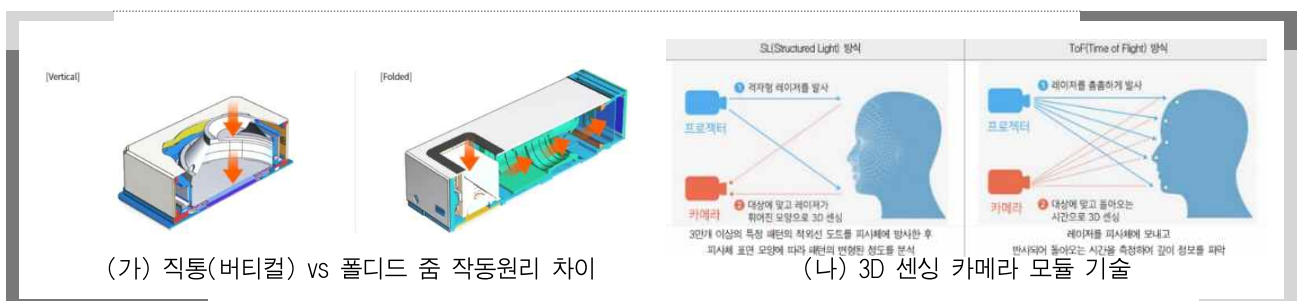 [Vertical]
[Folded]
(가) 직통(버티컬) vs 폴디드 줌 작동원리 차이
SL(Structured Light) 방식
① 격자형 레이저를 발사
프로젝터
카메라
② 대상에 맞고 레이저가
휘어진 모양으로 3D 센싱
3만개 이상의 특정 패턴의 적외선 도트를 피사체에 방사한 후
피사체 표면 모양에 따라 패턴의 변형된 정도를 분석
ToF(Time of Flight) 방식
① 레이저를 촘촘하게 발사
프로젝터
카메라
② 대상에 맞고 돌아오는
시간으로 3D 센싱
레이저를 피사체에 보내고
반사되어 돌아오는 시간을 측정하여 깊이 정보를 파악
(나) 3D 센싱 카메라 모듈 기술